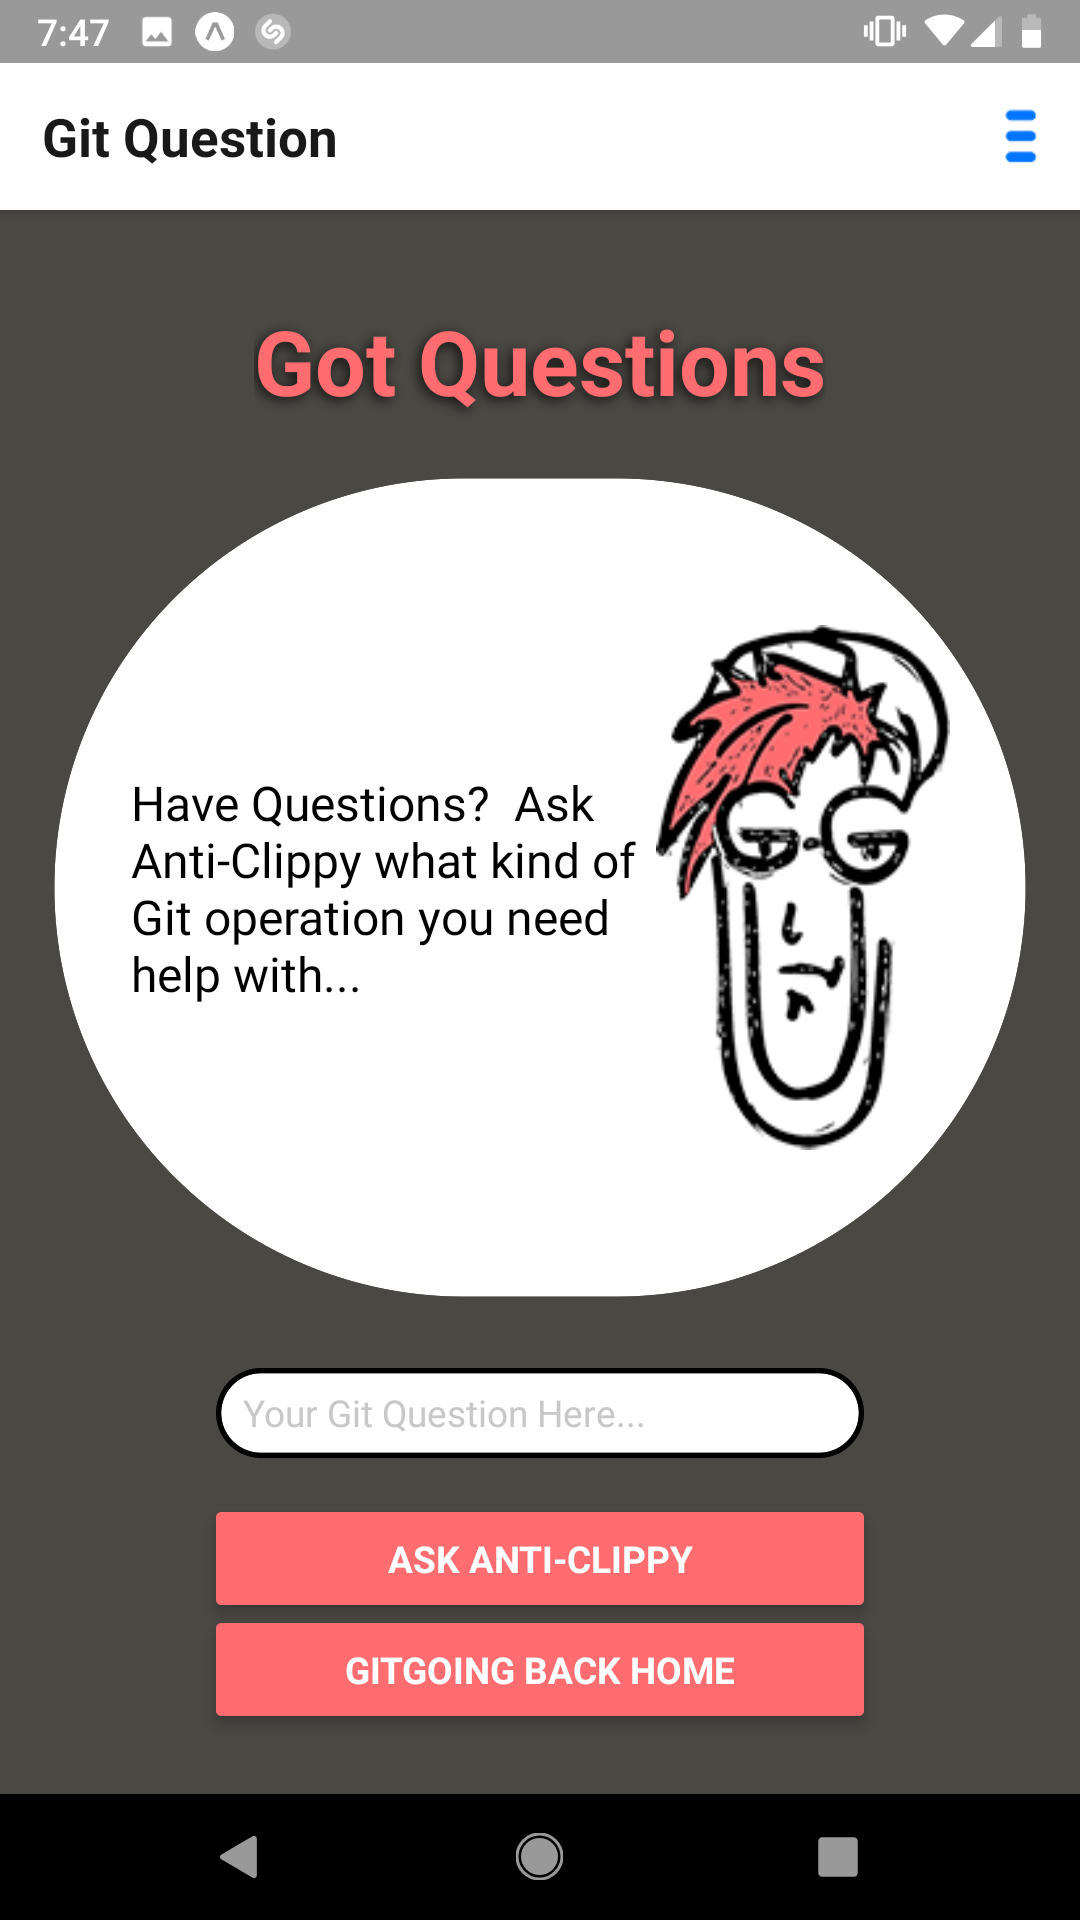 7:47
Git Question
Got Questions
Have Questions?  Ask
Anti-Clippy what kind of
Git operation you need
help with...
Your Git Question Here...
ASK ANTI-CLIPPY
GITGOING BACK HOME